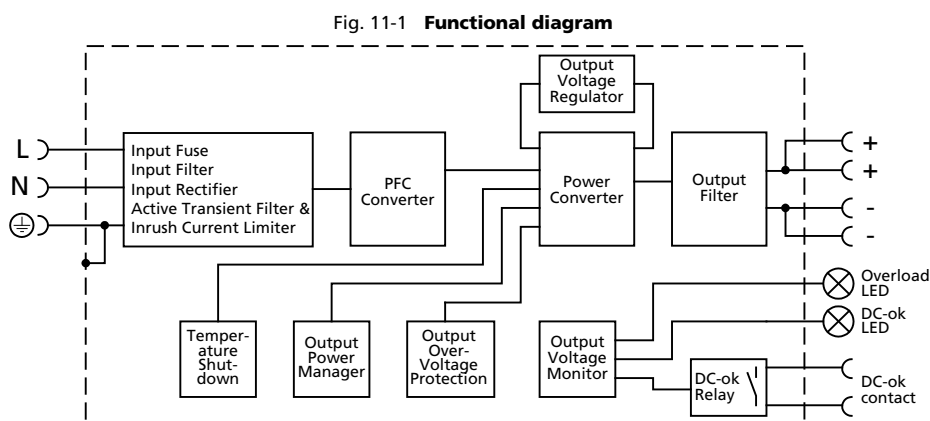 Fig. 11-1 Functional diagram
Output
Voltage
Regulator
L
N
Input Fuse
Input Filter
Input Rectifier
Active Transient Filter &
Inrush Current Limiter
PFC
Converter
Power
Converter
Output
Filter
+
+
-
-
Temper-
ature
Shut-
down
Output
Power
Manager
Output
Over-
Voltage
Protection
Output
Voltage
Monitor
Overload
LED
DC-ok
LED
DC-ok
Relay
DC-ok
contact